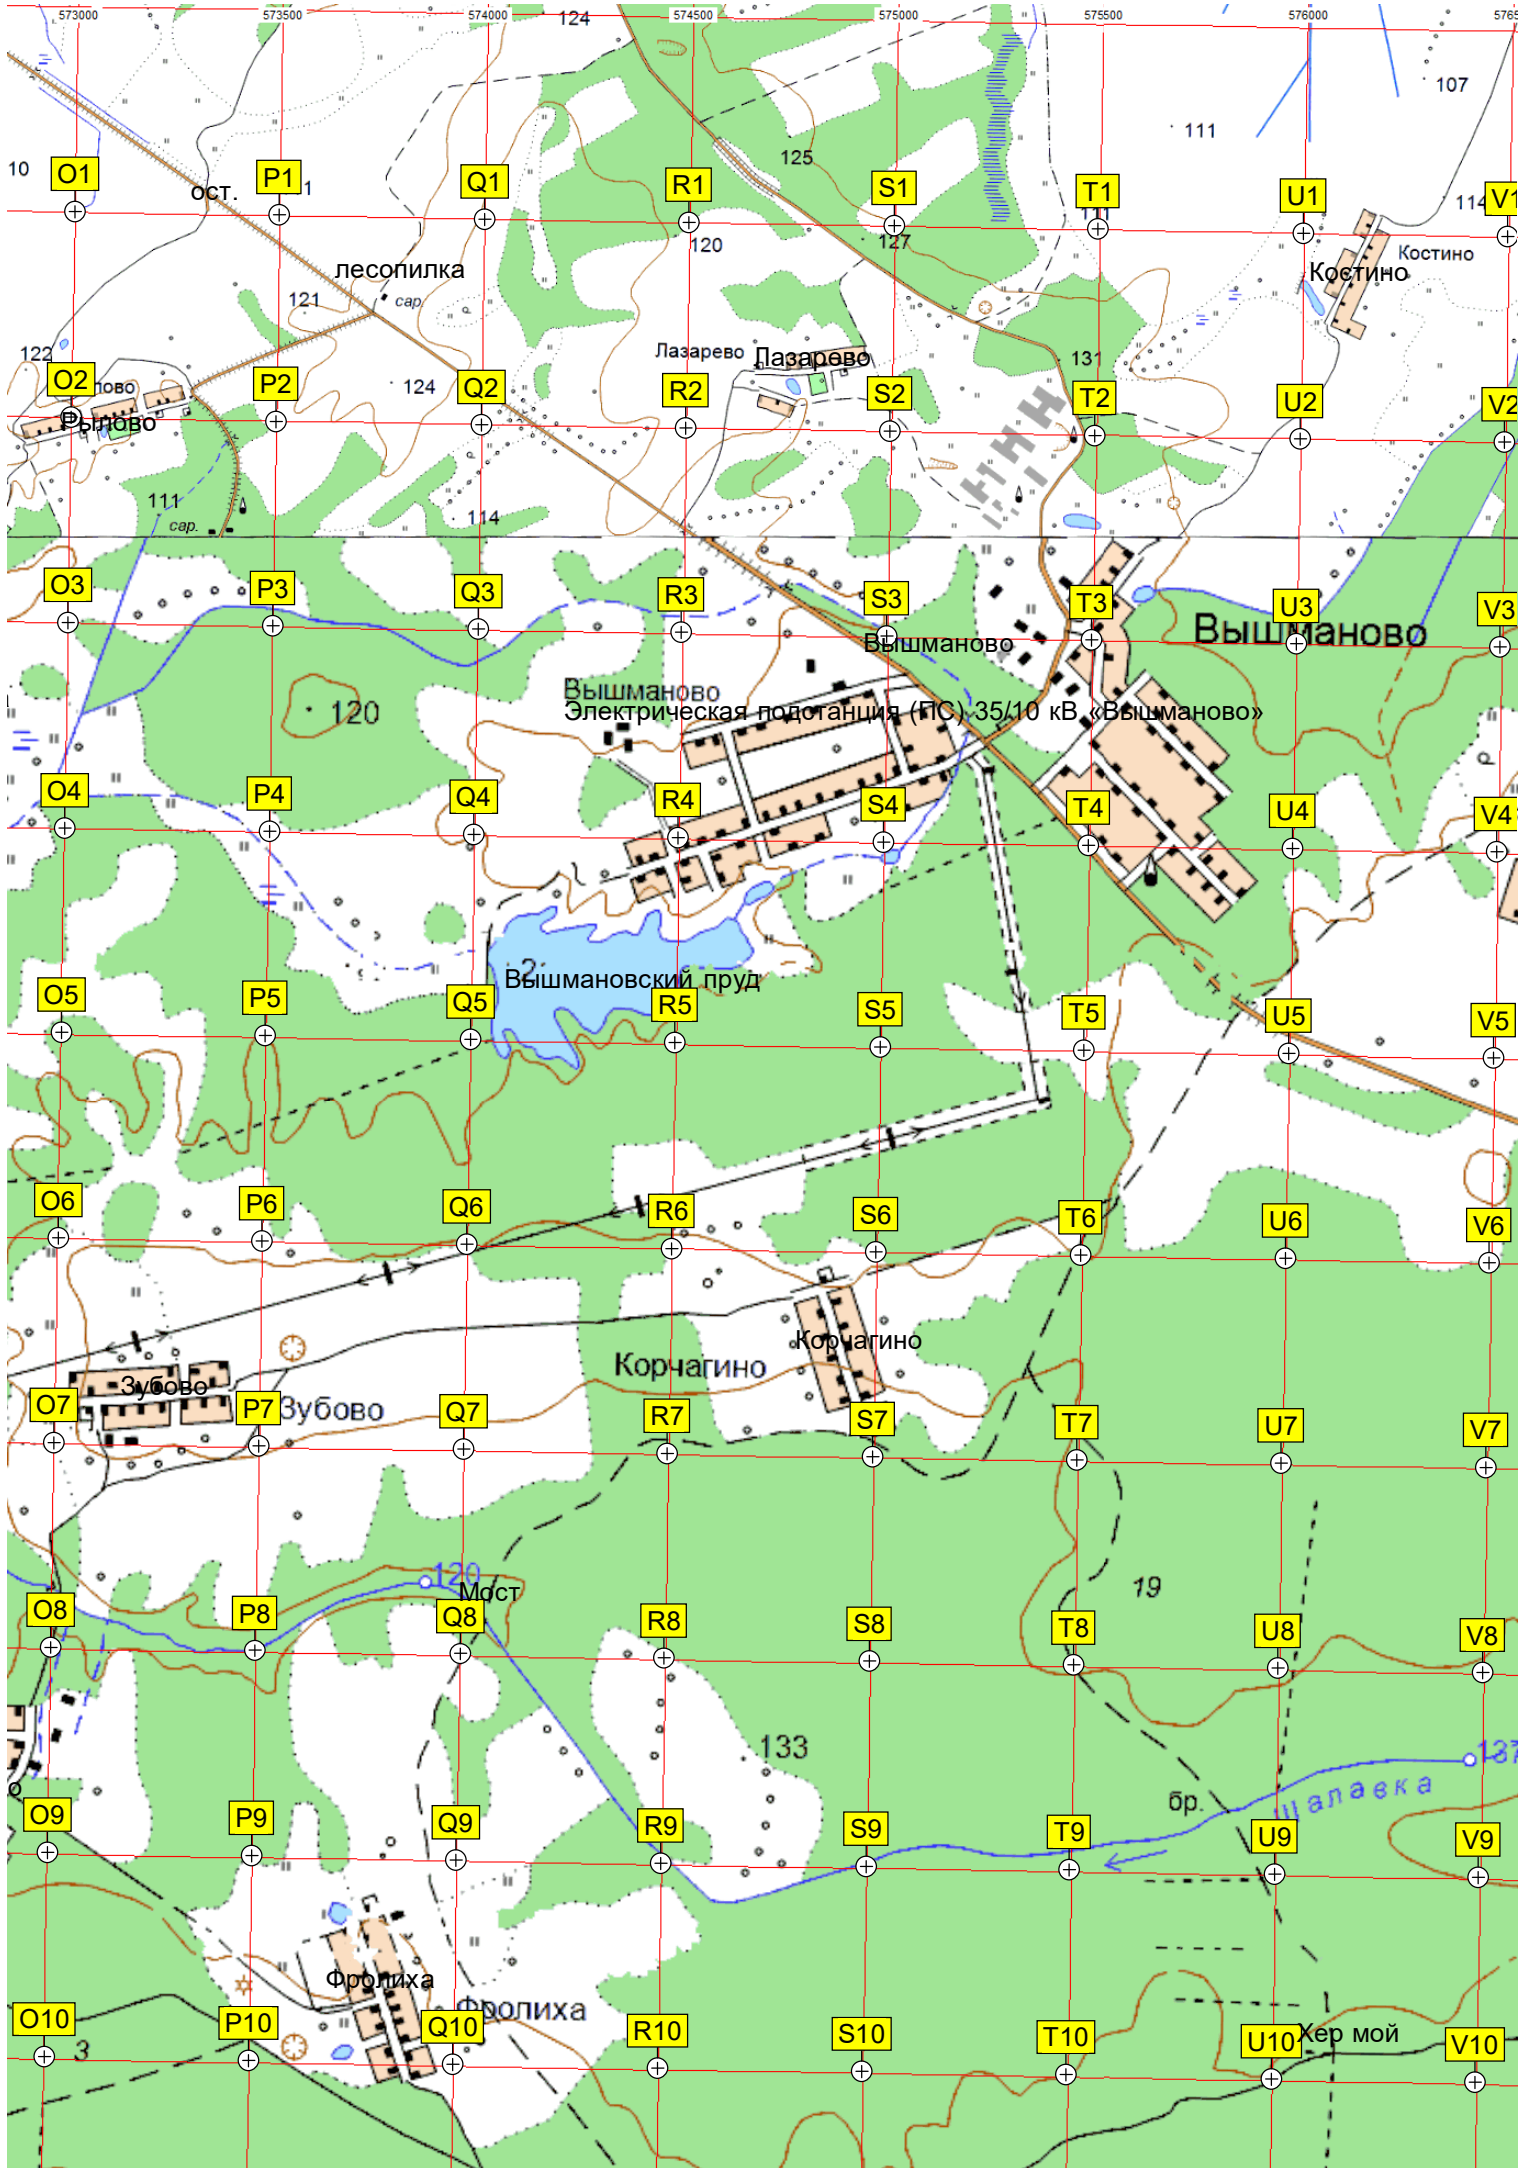 573000 573500 574000 574500 575000 575500 576000
124
107
125
111
10
O1 P1 Q1 R1 S1 T1 U1 V1
ост.
114
120
127
лесопилка
сар.
121
Костино
Костино
122
Лазарево
Лазарево
131
124
O2 P2 Q2 R2 S2 T2 U2 V2
Рылово
111
сар.
114
O3 P3 Q3 R3 S3 T3 U3 V3
Вышманово
Вышманово
120
Вышманово
Электрическая подстанция (ПС) 35/10 кВ «Вышманово»
O4 P4 Q4 R4 S4 T4 U4 V4
2
Вышмановский пруд
O5 P5 Q5 R5 S5 T5 U5 V5
O6 P6 Q6 R6 S6 T6 U6 V6
Корчагино
Корчагино
Зубово
Зубово
O7 P7 Q7 R7 S7 T7 U7 V7
120
Мост
19
O8 P8 Q8 R8 S8 T8 U8 V8
133
137
Шалавка
бр.
O9 P9 Q9 R9 S9 T9 U9 V9
Фролиха
Фролиха
O10 P10 Q10 R10 S10 T10 U10 V10
Хер мой
3